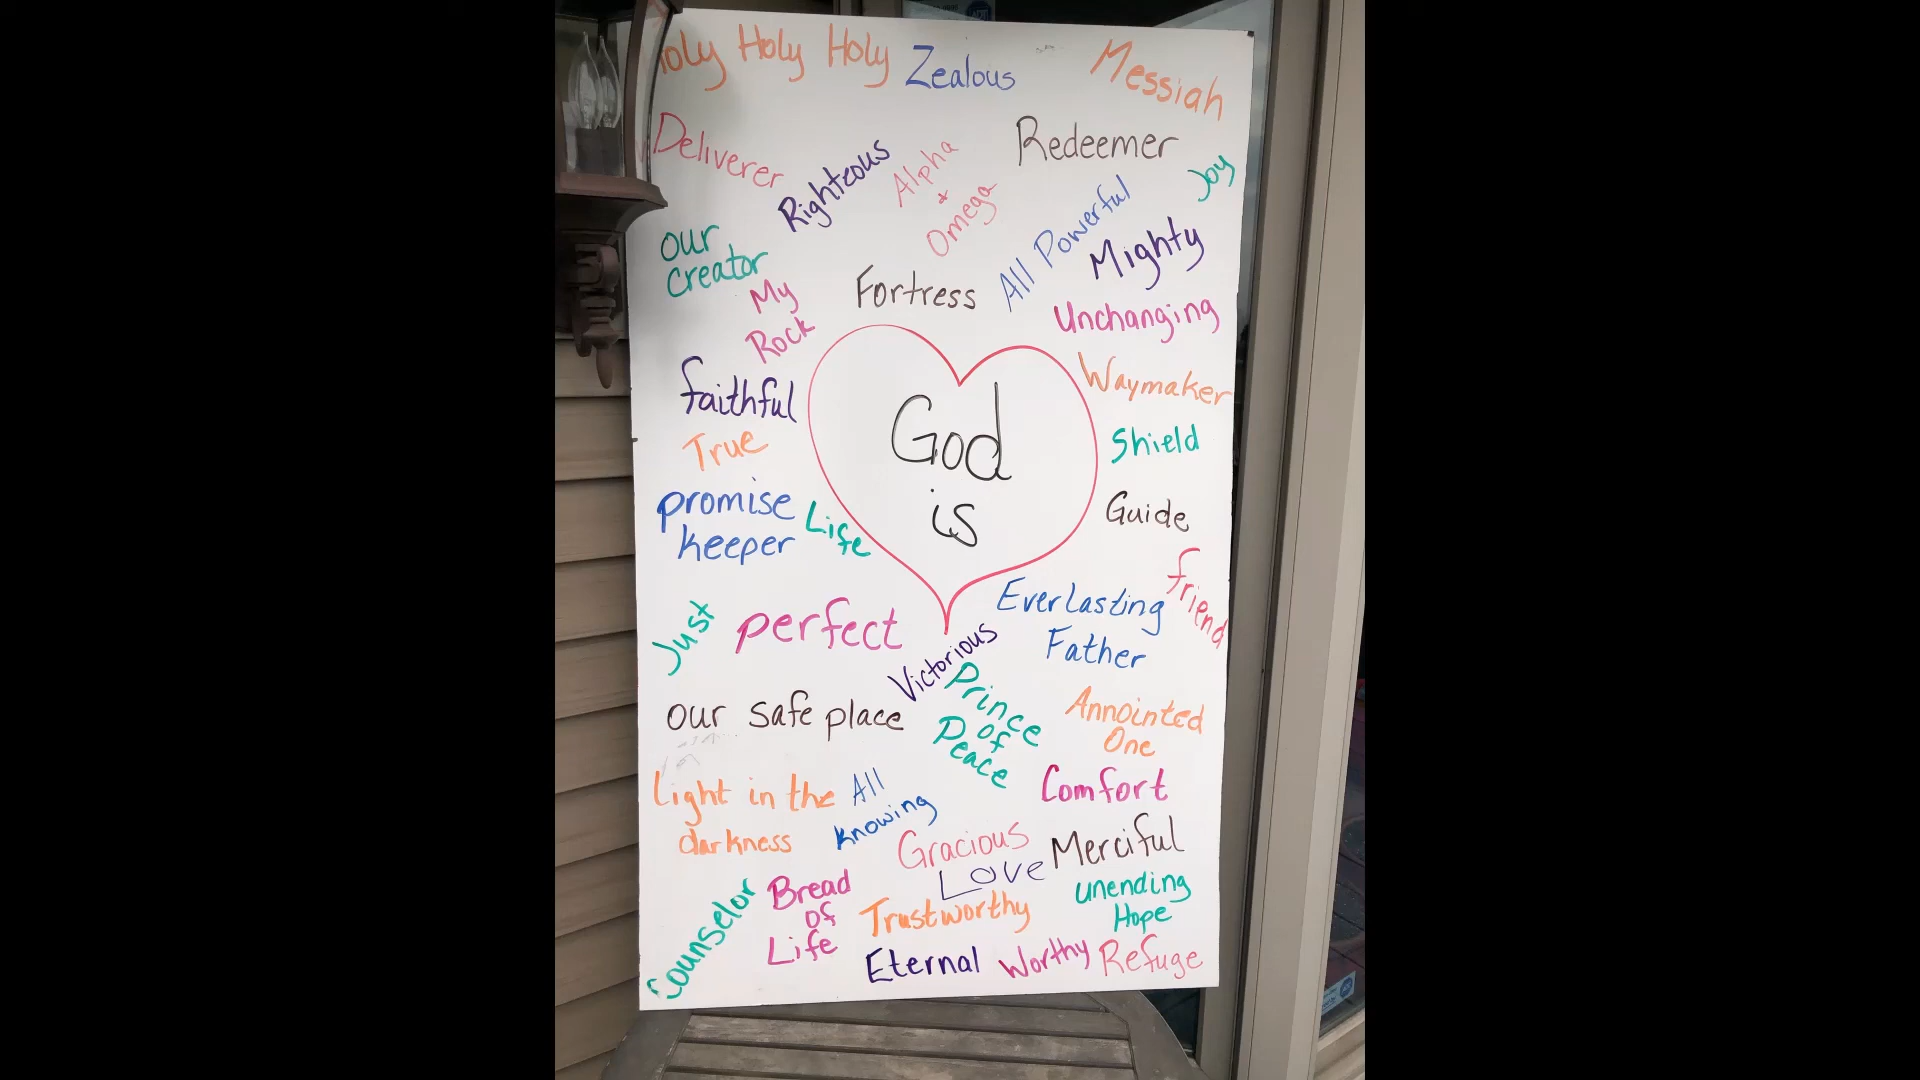 Holy Holy Holy Zealous
Messiah
Deliverer
Righteous
Alpha
+
Omega
Redeemer
Joy
our
creator
All Powerful
Mighty
My
Rock
Fortress
Unchanging
faithful
God
is
Waymaker
True
Shield
promise
keeper
Life
Guide
friend
Just
perfect
Everlasting
Father
Victorious
our safe place
Prince
of
Peace
Annointed
One
Light in the
darkness
All
knowing
Comfort
Gracious
Merciful
Love
Counselor
Bread
of
Life
Trustworthy
unending
Hope
Eternal
Worthy
Refuge